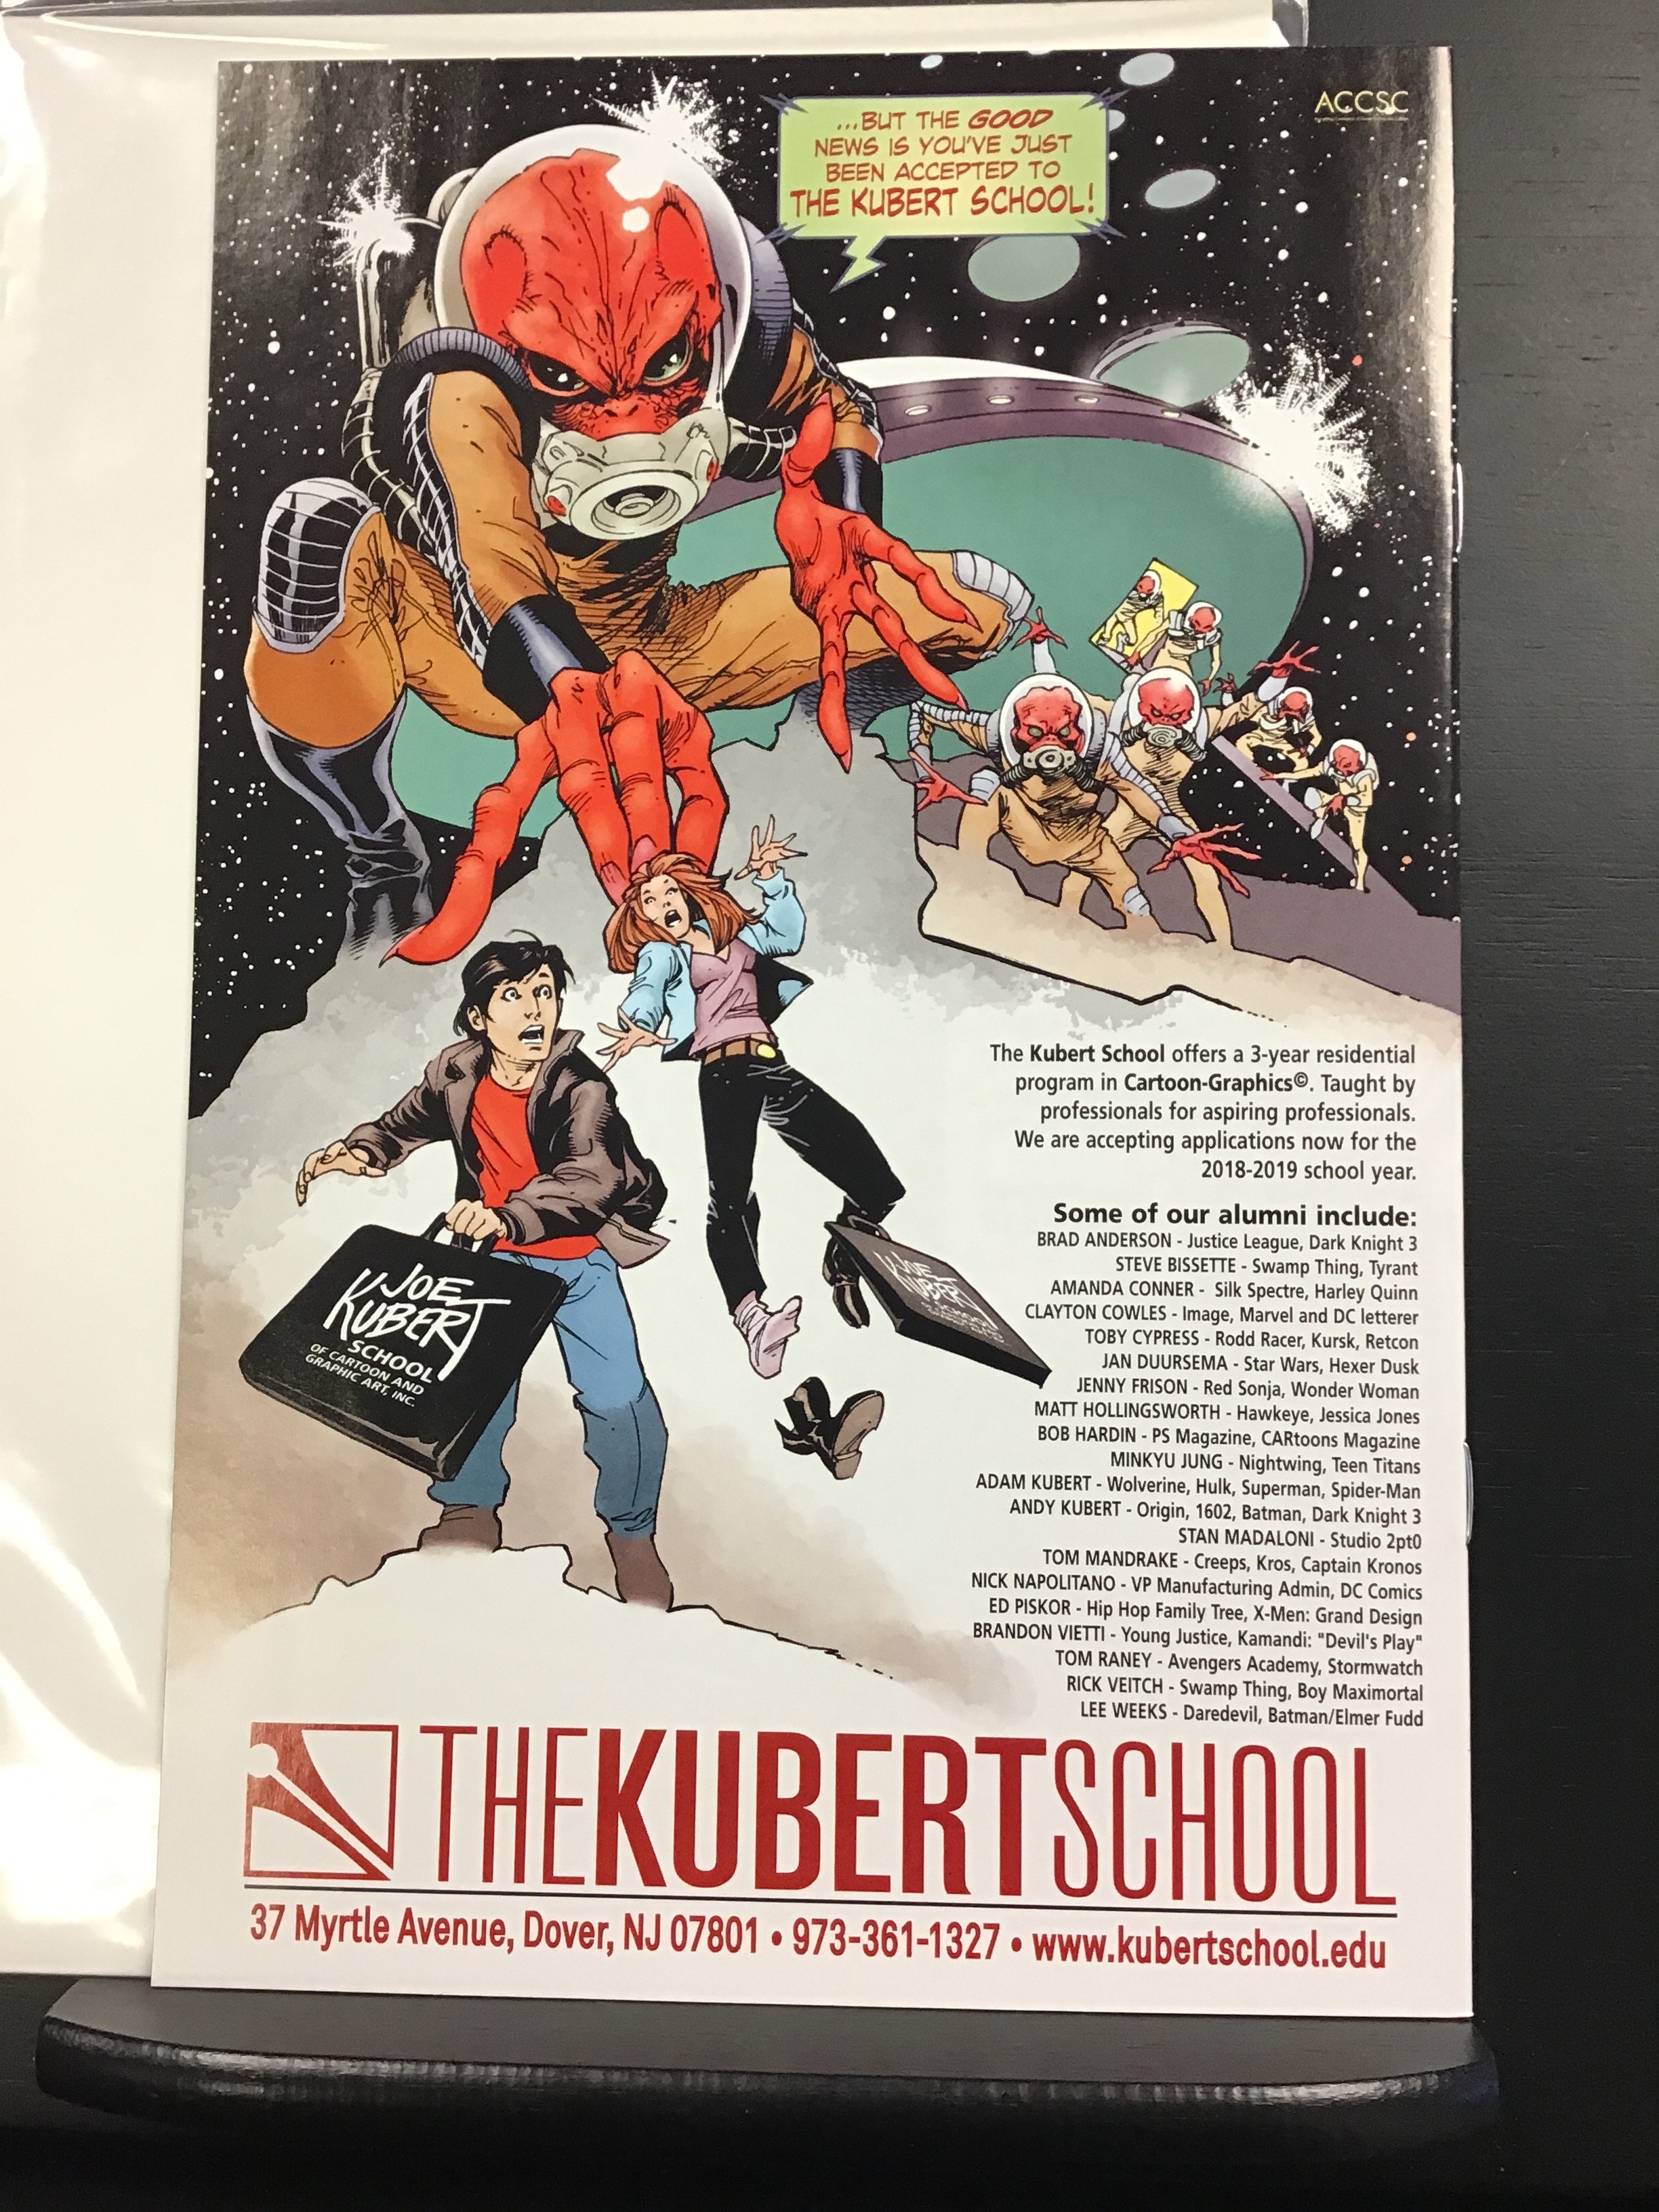 ACCSC
...BUT THE GOOD
NEWS IS YOU'VE JUST
BEEN ACCEPTED TO
THE KUBERT SCHOOL!
The Kubert School offers a 3-year residential
program in Cartoon-Graphics©. Taught by
professionals for aspiring professionals.
We are accepting applications now for the
2018-2019 school year.
Some of our alumni include:
BRAD ANDERSON - Justice League, Dark Knight 3
STEVE BISSETTE - Swamp Thing, Tyrant
AMANDA CONNER - Silk Spectre, Harley Quinn
CLAYTON COWLES - Image, Marvel and DC letterer
TOBY CYPRESS - Rodd Racer, Kursk, Retcon
JAN DUURSEMA - Star Wars, Hexer Dusk
JENNY FRISON - Red Sonja, Wonder Woman
MATT HOLLINGSWORTH - Hawkeye, Jessica Jones
BOB HARDIN - PS Magazine, CARtoons Magazine
MINKYU JUNG - Nightwing, Teen Titans
ADAM KUBERT - Wolverine, Hulk, Superman, Spider-Man
ANDY KUBERT - Origin, 1602, Batman, Dark Knight 3
STAN MADALONI - Studio 2pt0
TOM MANDRAKE - Creeps, Kros, Captain Kronos
NICK NAPOLITANO - VP Manufacturing Admin, DC Comics
ED PISKOR - Hip Hop Family Tree, X-Men: Grand Design
BRANDON VIETTI - Young Justice, Kamandi: "Devil's Play"
TOM RANEY - Avengers Academy, Stormwatch
RICK VEITCH - Swamp Thing, Boy Maximortal
LEE WEEKS - Daredevil, Batman/Elmer Fudd
JOE
KUBERT
SCHOOL
OF CARTOON AND
GRAPHIC ART, INC.
JOE
KUBERT
SCHOOL
THEKUBERTSCHOOL
37 Myrtle Avenue, Dover, NJ 07801 • 973-361-1327 • www.kubertschool.edu